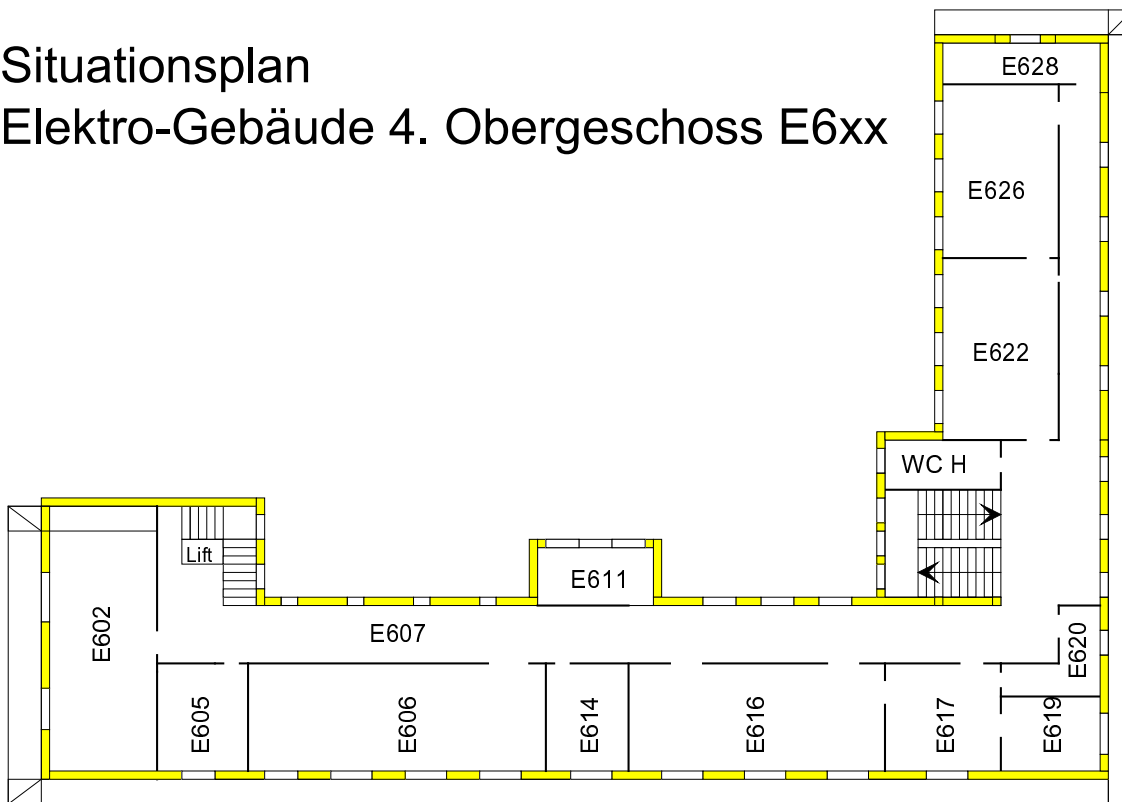 Situationsplan
Elektro-Gebäude 4. Obergeschoss E6xx
E628
E626
E622
WC H
Lift
E611
E602
E607
E620
E605
E606
E614
E616
E617
E619